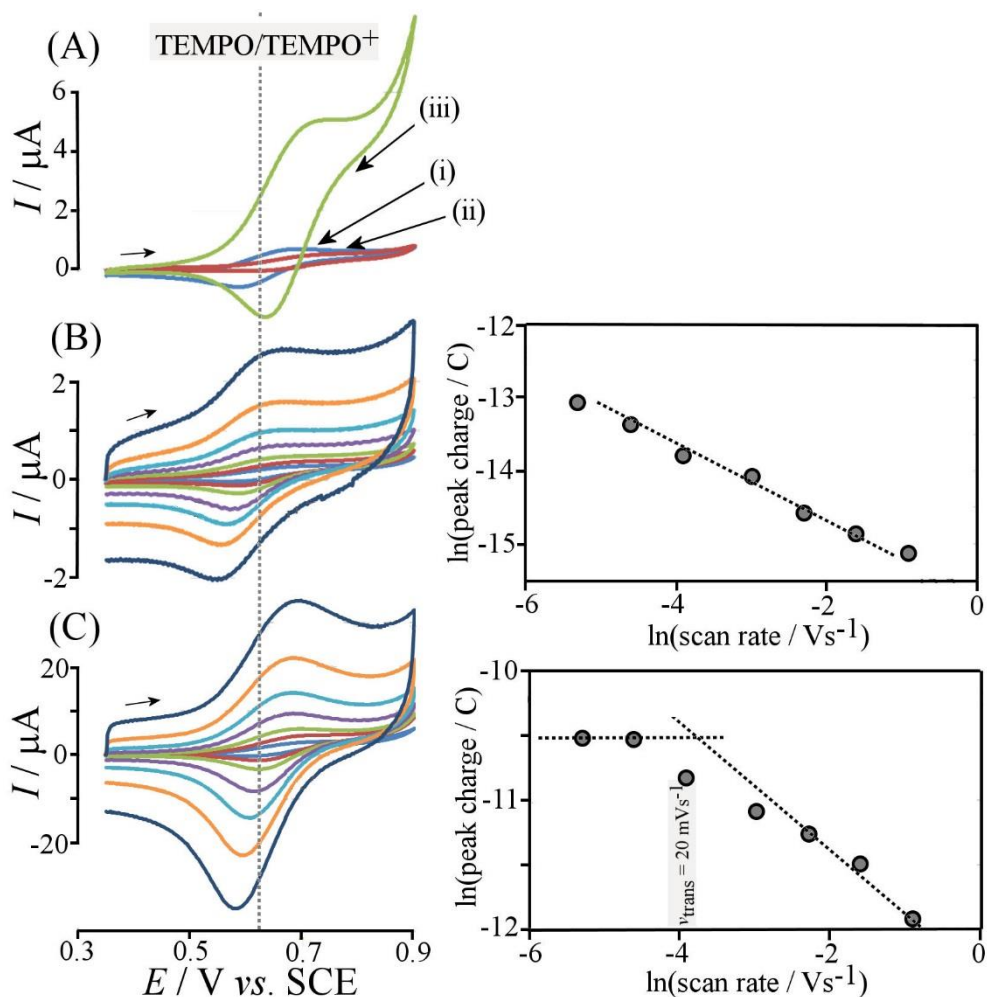 (A)
TEMPO/TEMPO+
6
4
2
0
I / μA
(iii)
(i)
(ii)
(B)
2
0
-2
I / μA
-12
-13
-14
-15
ln(peak charge / C)
-6
-4
-2
0
ln(scan rate / Vs-1)
(C)
20
0
-20
I / μA
0.3
0.5
0.7
0.9
E / V vs. SCE
-10
-11
-12
ln(peak charge / C)
vtrans = 20 mVs-1
-6
-4
-2
0
ln(scan rate / Vs-1)